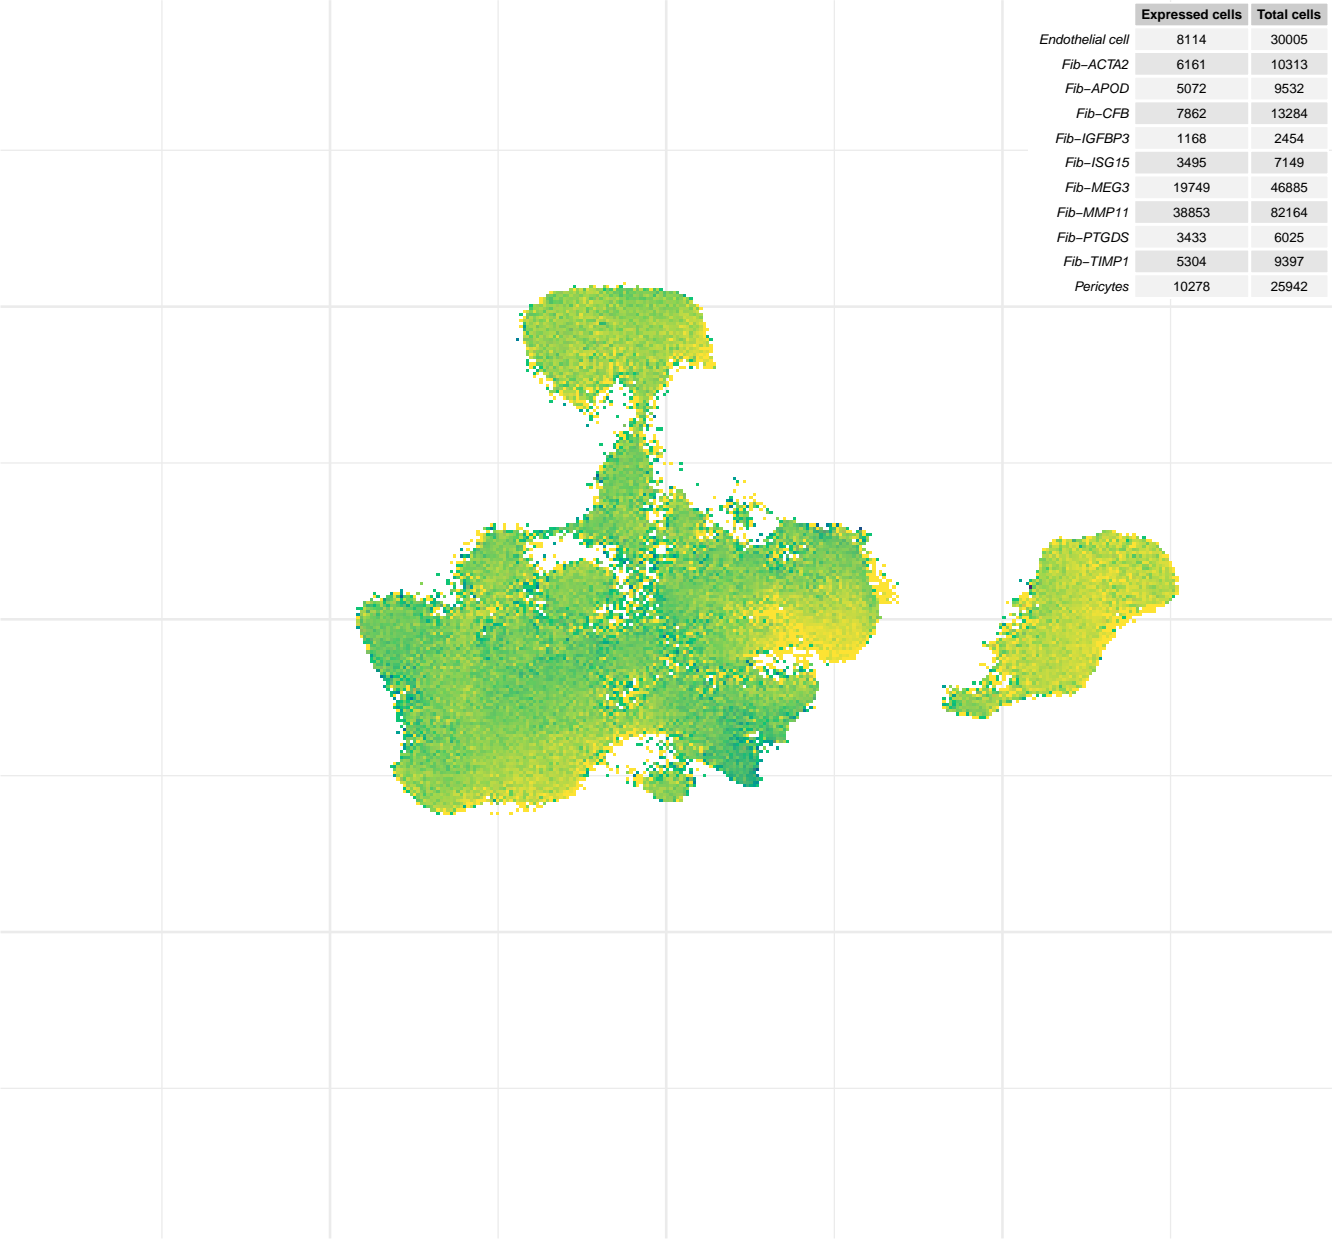 Expressed cells Total cells
Endothelial cell 8114 30005
Fib−ACTA2 6161 10313
Fib−APOD 5072 9532
Fib−CFB 7862 13284
Fib−IGFBP3 1168 2454
Fib−ISG15 3495 7149
Fib−MEG3 19749 46885
Fib−MMP11 38853 82164
Fib−PTGDS 3433 6025
Fib−TIMP1 5304 9397
Pericytes 10278 25942